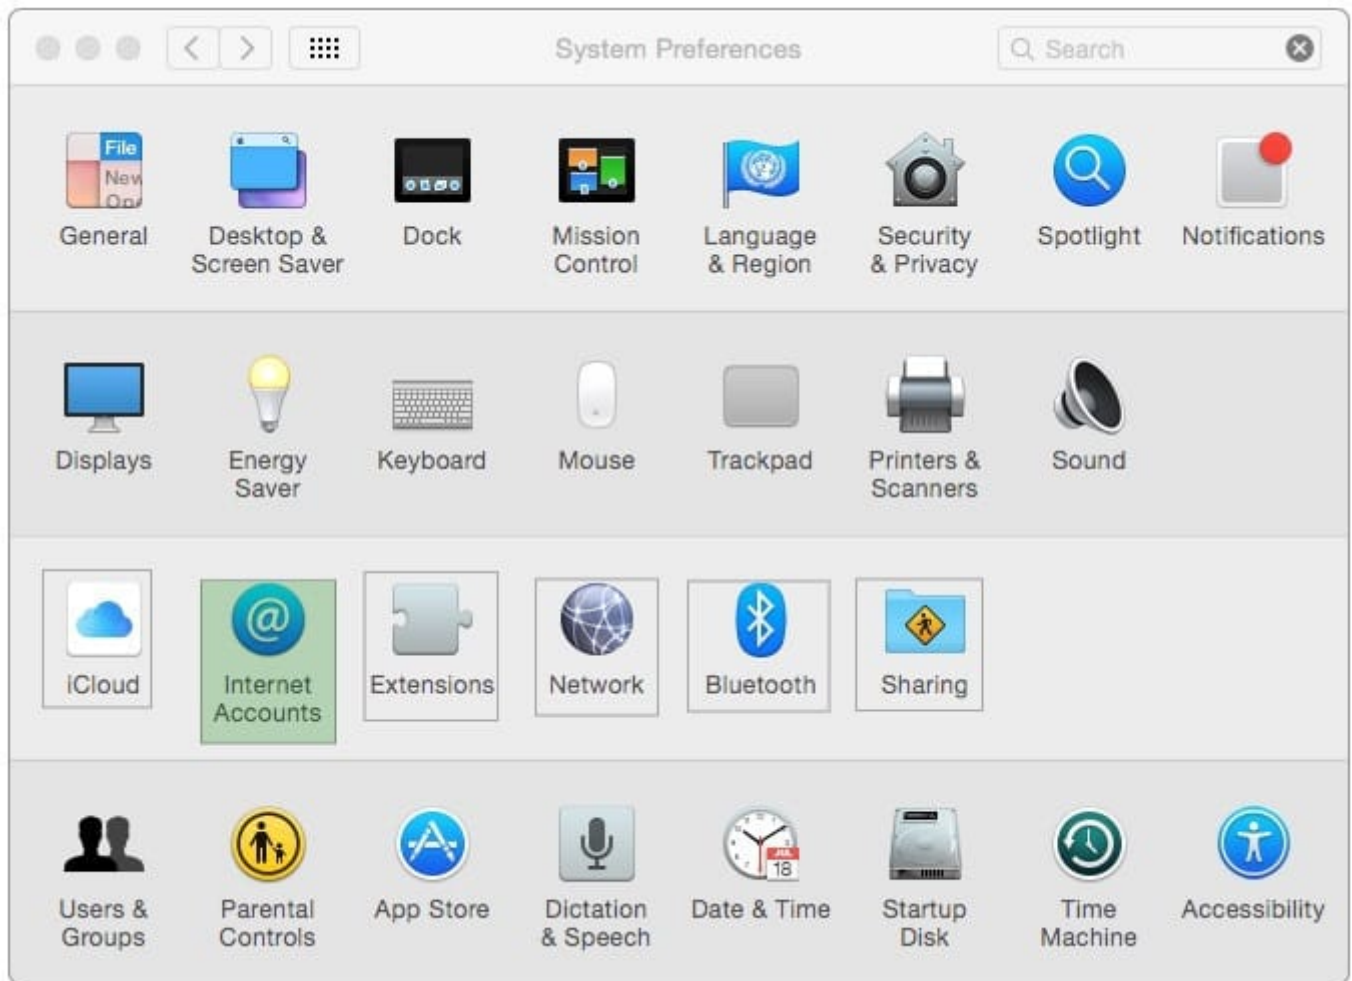 System Preferences
Search
File
New
Ope
General
Desktop &
Screen Saver
Dock
Mission
Control
Language
& Region
Security
& Privacy
Spotlight
Notifications
Displays
Energy
Saver
Keyboard
Mouse
Trackpad
Printers &
Scanners
Sound
iCloud
@
Internet
Accounts
Extensions
Network
Bluetooth
Sharing
JUL
18
Users &
Groups
Parental
Controls
App Store
Dictation
& Speech
Date & Time
Startup
Disk
Time
Machine
Accessibility